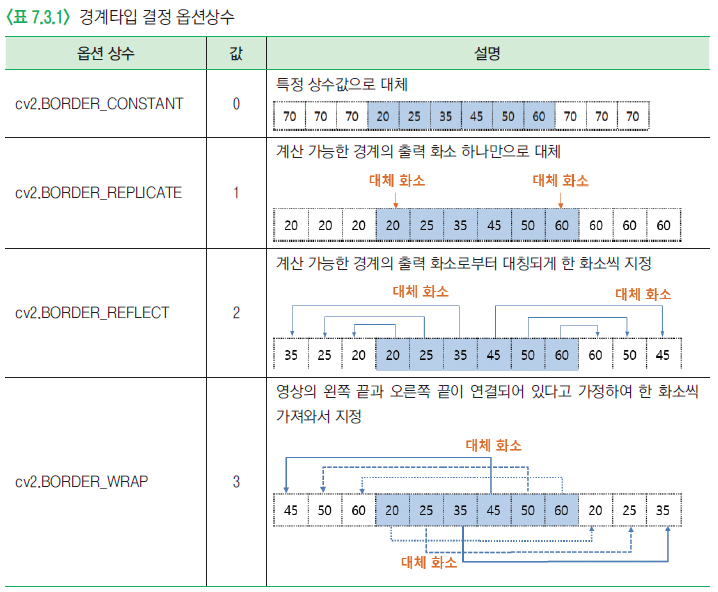 <표 7.3.1> 경계타입 결정 옵션상수
옵션 상수 값 설명
cv2.BORDER_CONSTANT 0
특정 상수값으로 대체
70 70 70 20 25 35 45 50 60 70 70 70
cv2.BORDER_REPLICATE 1
계산 가능한 경계의 출력 화소 하나만으로 대체
대체 화소 대체 화소
20 20 20 20 25 35 45 50 60 60 60 60
cv2.BORDER_REFLECT 2
계산 가능한 경계의 출력 화소로부터 대칭되게 한 화소씩 지정
대체 화소 대체 화소
35 25 20 20 25 35 45 50 60 60 50 45
cv2.BORDER_WRAP 3
영상의 왼쪽 끝과 오른쪽 끝이 연결되어 있다고 가정하여 한 화소씩
가져와서 지정
대체 화소
45 50 60 20 25 35 45 50 60 20 25 35
대체 화소